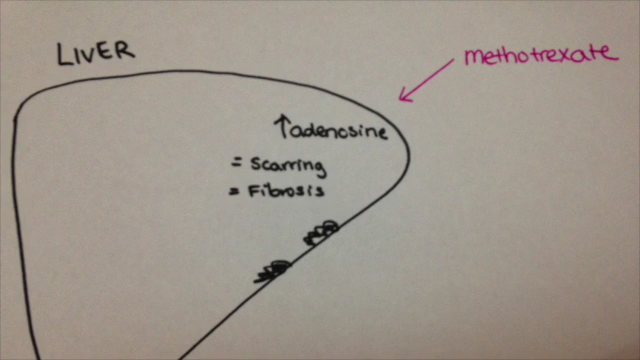 LIVER
methotrexate
↑adenosine
= Scarring
= Fibrosis